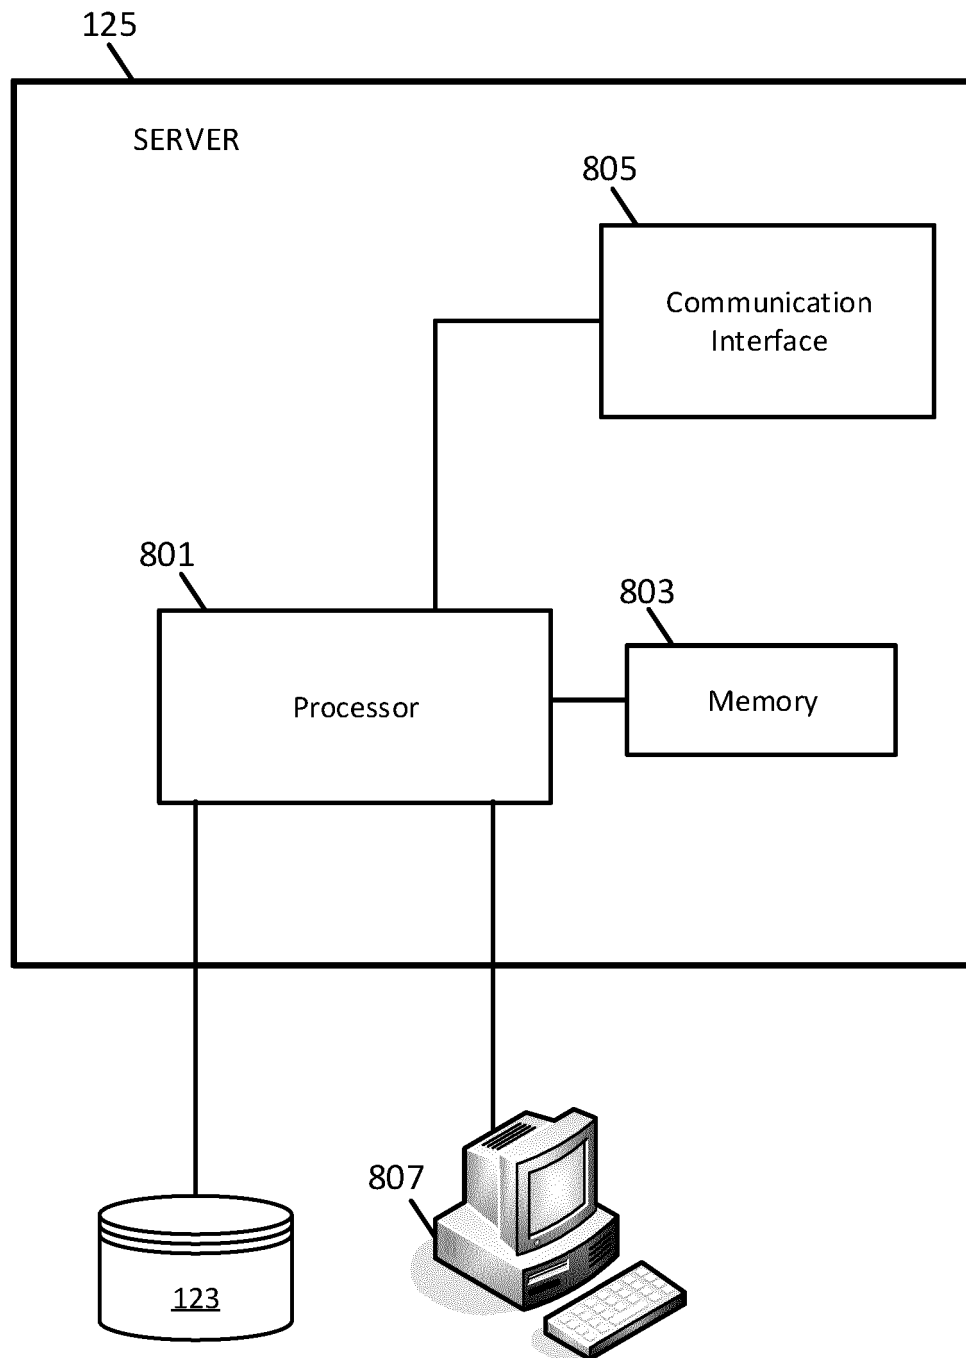 125
SERVER
805
Communication
Interface
801
803
Processor
Memory
807
123